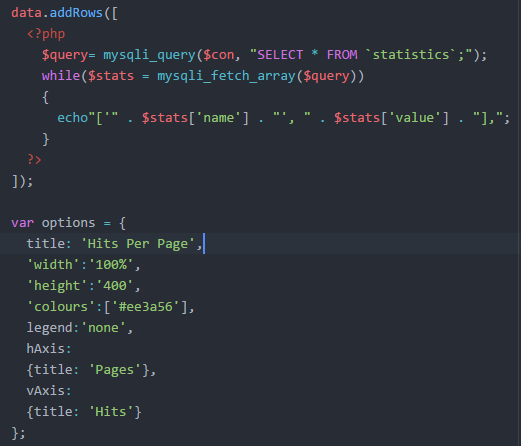 data.addRows([
<?php
$query= mysqli_query($con, "SELECT * FROM `statistics`;");
while($stats = mysqli_fetch_array($query))
{
echo"['" . $stats['name'] . "', " . $stats['value'] . "],";
}
?>
]);
var options = {
title: 'Hits Per Page',
'width':'100%',
'height':'400',
'colours':['#ee3a56'],
legend:'none',
hAxis:
{title: 'Pages'},
vAxis:
{title: 'Hits'}
};